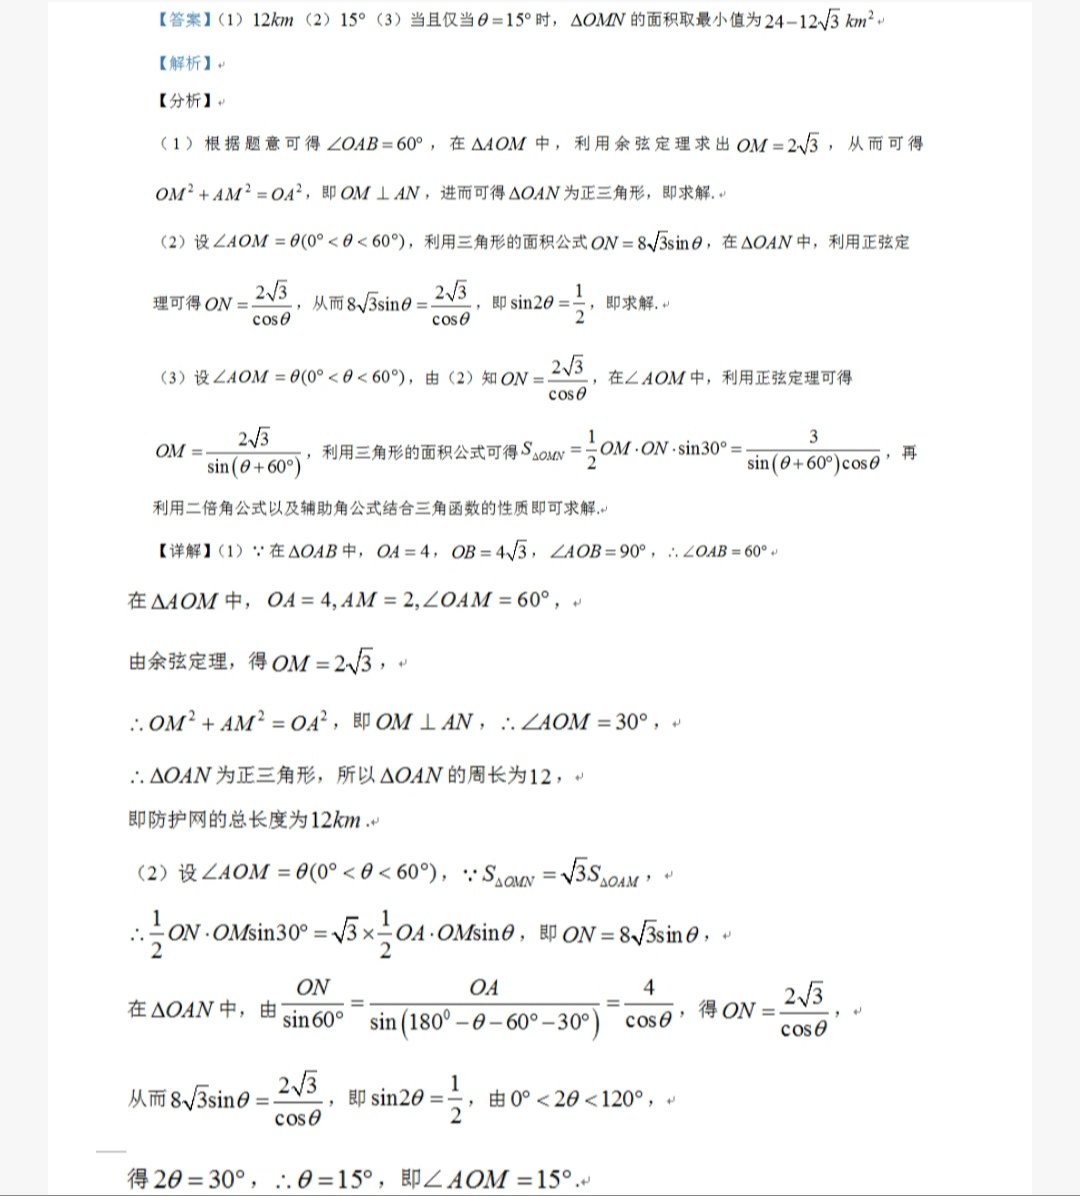 【答案】（1）12km（2）15°（3）当且仅当θ=15°时，ΔOMN的面积取最小值为24−12√3 km²
【解析】
【分析】
（1）根据题意可得∠OAB=60°，在ΔAOM中，利用余弦定理求出OM=2√3，从而可得
OM²+AM²=OA²，即OM⊥AN，进而可得ΔOAN为正三角形，即求解.
（2）设∠AOM=θ(0°<θ<60°)，利用三角形的面积公式ON=8√3sinθ，在ΔOAN中，利用正弦定
理可得ON=2√3/cosθ，从而8√3sinθ=2√3/cosθ，即sin2θ=1/2，即求解.
（3）设∠AOM=θ(0°<θ<60°)，由（2）知ON=2√3/cosθ，在∠AOM中，利用正弦定理可得
OM=2√3/sin(θ+60°)，利用三角形的面积公式可得S△OMN=1/2OM·ON·sin30°=3/sin(θ+60°)cosθ，再
利用二倍角公式以及辅助角公式结合三角函数的性质即可求解.
【详解】（1）∵在ΔOAB中，OA=4，OB=4√3，∠AOB=90°，∴∠OAB=60°
在ΔAOM中，OA=4,AM=2,∠OAM=60°，
由余弦定理，得OM=2√3，
∴OM²+AM²=OA²，即OM⊥AN，∴∠AOM=30°，
∴ΔOAN为正三角形，所以ΔOAN的周长为12，
即防护网的总长度为12km.
（2）设∠AOM=θ(0°<θ<60°)，∵S△OMN=√3S△OAM，
∴1/2ON·OMsin30°=√3×1/2OA·OMsinθ，即ON=8√3sinθ，
在ΔOAN中，由ON/sin60°=OA/sin(180⁰−θ−60°−30°)=4/cosθ，得ON=2√3/cosθ，
从而8√3sinθ=2√3/cosθ，即sin2θ=1/2，由0°<2θ<120°，
得2θ=30°，∴θ=15°，即∠AOM=15°.